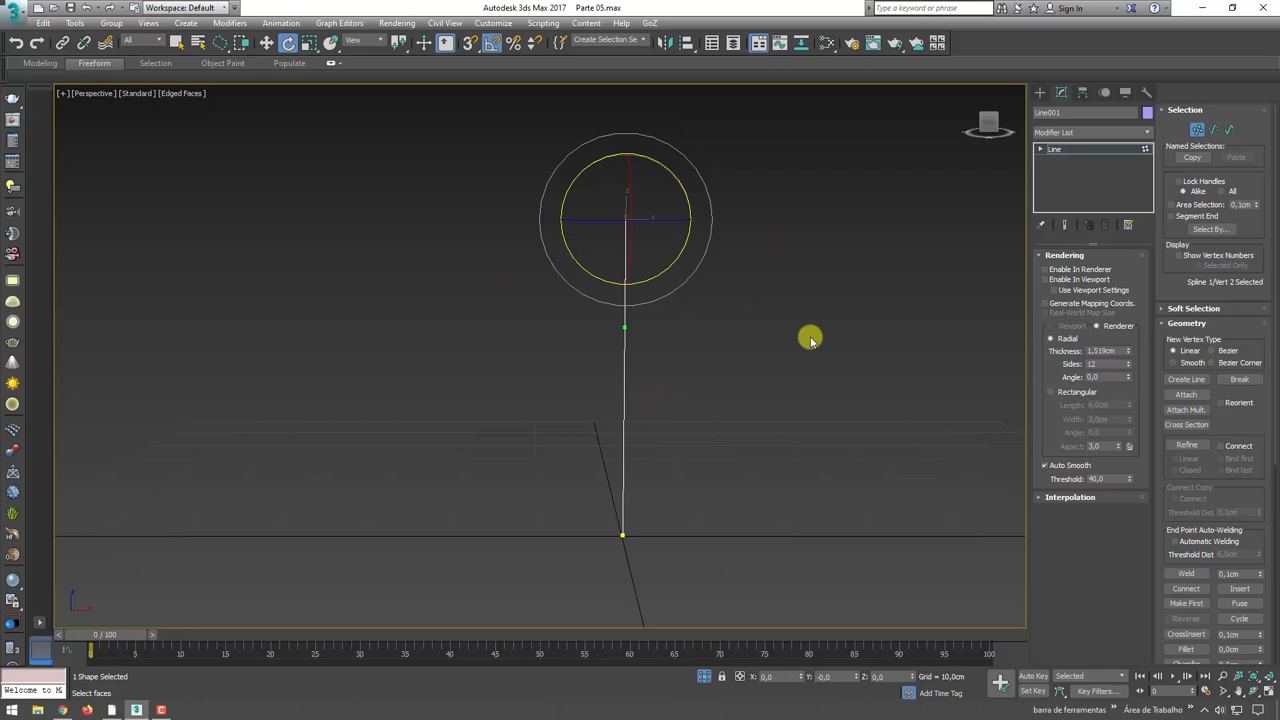 Workspace: Default
Autodesk 3ds Max 2017
Parte 05.max
Type a keyword or phrase
Sign In
Edit Tools Group Views Create Modifiers Animation Graph Editors Rendering Civil View Customize Scripting Content Help GoZ
All
View
Create Selection Se
Modeling Freeform Selection Object Paint Populate
[+] [Perspective] [Standard] [Edged Faces]
Line001
Modifier List
Line
Rendering
Enable In Renderer
Enable In Viewport
Use Viewport Settings
Generate Mapping Coords.
Real-World Map Size
Viewport Renderer
Radial
Thickness: 1,519cm
Sides: 12
Angle: 0,0
Rectangular
Length: 6,0cm
Width: 2,0cm
Angle: 0,0
Aspect: 3,0
Auto Smooth
Threshold: 40,0
Interpolation
Selection
Named Selections:
Copy Paste
Lock Handles
Alike All
Area Selection: 0,1cm
Segment End
Select By...
Display
Show Vertex Numbers
Selected Only
Spline 1/Vert 2 Selected
Soft Selection
Geometry
New Vertex Type
Linear Bezier
Smooth Bezier Corner
Create Line Break
Attach
Reorient
Attach Mult.
Cross Section
Refine Connect
Linear Bind first
Closed Bind last
Connect Copy
Connect
Threshold Dist 0,1cm
End Point Auto-Welding
Automatic Welding
Threshold Dist 6,0cm
Weld 0,1cm
Connect Insert
Make First Fuse
Reverse Cycle
CrossInsert 0,1cm
Fillet 0,0cm
0 / 100
0 5 10 15 20 25 30 35 40 45 50 55 60 65 70 75 80 85 90 95 100
1 Shape Selected
Welcome to M
Select faces
X: 0,0 Y: -0,0 Z: 0,0 Grid = 10,0cm
Add Time Tag
Auto Key Selected
Set Key Key Filters...
0
barra de ferramentas
Área de Trabalho